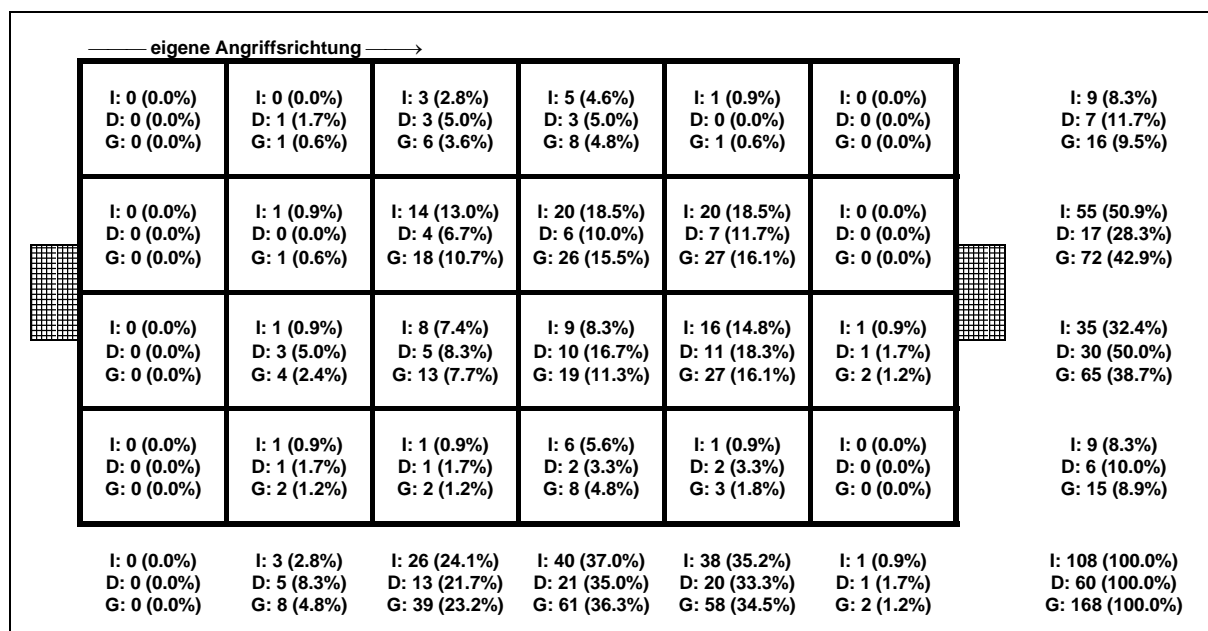 eigene Angriffsrichtung
I: 0 (0.0%) I: 0 (0.0%) I: 3 (2.8%) I: 5 (4.6%) I: 1 (0.9%) I: 0 (0.0%) I: 9 (8.3%)
D: 0 (0.0%) D: 1 (1.7%) D: 3 (5.0%) D: 3 (5.0%) D: 0 (0.0%) D: 0 (0.0%) D: 7 (11.7%)
G: 0 (0.0%) G: 1 (0.6%) G: 6 (3.6%) G: 8 (4.8%) G: 1 (0.6%) G: 0 (0.0%) G: 16 (9.5%)
I: 0 (0.0%) I: 1 (0.9%) I: 14 (13.0%) I: 20 (18.5%) I: 20 (18.5%) I: 0 (0.0%) I: 55 (50.9%)
D: 0 (0.0%) D: 0 (0.0%) D: 4 (6.7%) D: 6 (10.0%) D: 7 (11.7%) D: 0 (0.0%) D: 17 (28.3%)
G: 0 (0.0%) G: 1 (0.6%) G: 18 (10.7%) G: 26 (15.5%) G: 27 (16.1%) G: 0 (0.0%) G: 72 (42.9%)
I: 0 (0.0%) I: 1 (0.9%) I: 8 (7.4%) I: 9 (8.3%) I: 16 (14.8%) I: 1 (0.9%) I: 35 (32.4%)
D: 0 (0.0%) D: 3 (5.0%) D: 5 (8.3%) D: 10 (16.7%) D: 11 (18.3%) D: 1 (1.7%) D: 30 (50.0%)
G: 0 (0.0%) G: 4 (2.4%) G: 13 (7.7%) G: 19 (11.3%) G: 27 (16.1%) G: 2 (1.2%) G: 65 (38.7%)
I: 0 (0.0%) I: 1 (0.9%) I: 1 (0.9%) I: 6 (5.6%) I: 1 (0.9%) I: 0 (0.0%) I: 9 (8.3%)
D: 0 (0.0%) D: 1 (1.7%) D: 1 (1.7%) D: 2 (3.3%) D: 2 (3.3%) D: 0 (0.0%) D: 6 (10.0%)
G: 0 (0.0%) G: 2 (1.2%) G: 2 (1.2%) G: 8 (4.8%) G: 3 (1.8%) G: 0 (0.0%) G: 15 (8.9%)
I: 0 (0.0%) I: 3 (2.8%) I: 26 (24.1%) I: 40 (37.0%) I: 38 (35.2%) I: 1 (0.9%) I: 108 (100.0%)
D: 0 (0.0%) D: 5 (8.3%) D: 13 (21.7%) D: 21 (35.0%) D: 20 (33.3%) D: 1 (1.7%) D: 60 (100.0%)
G: 0 (0.0%) G: 8 (4.8%) G: 39 (23.2%) G: 61 (36.3%) G: 58 (34.5%) G: 2 (1.2%) G: 168 (100.0%)